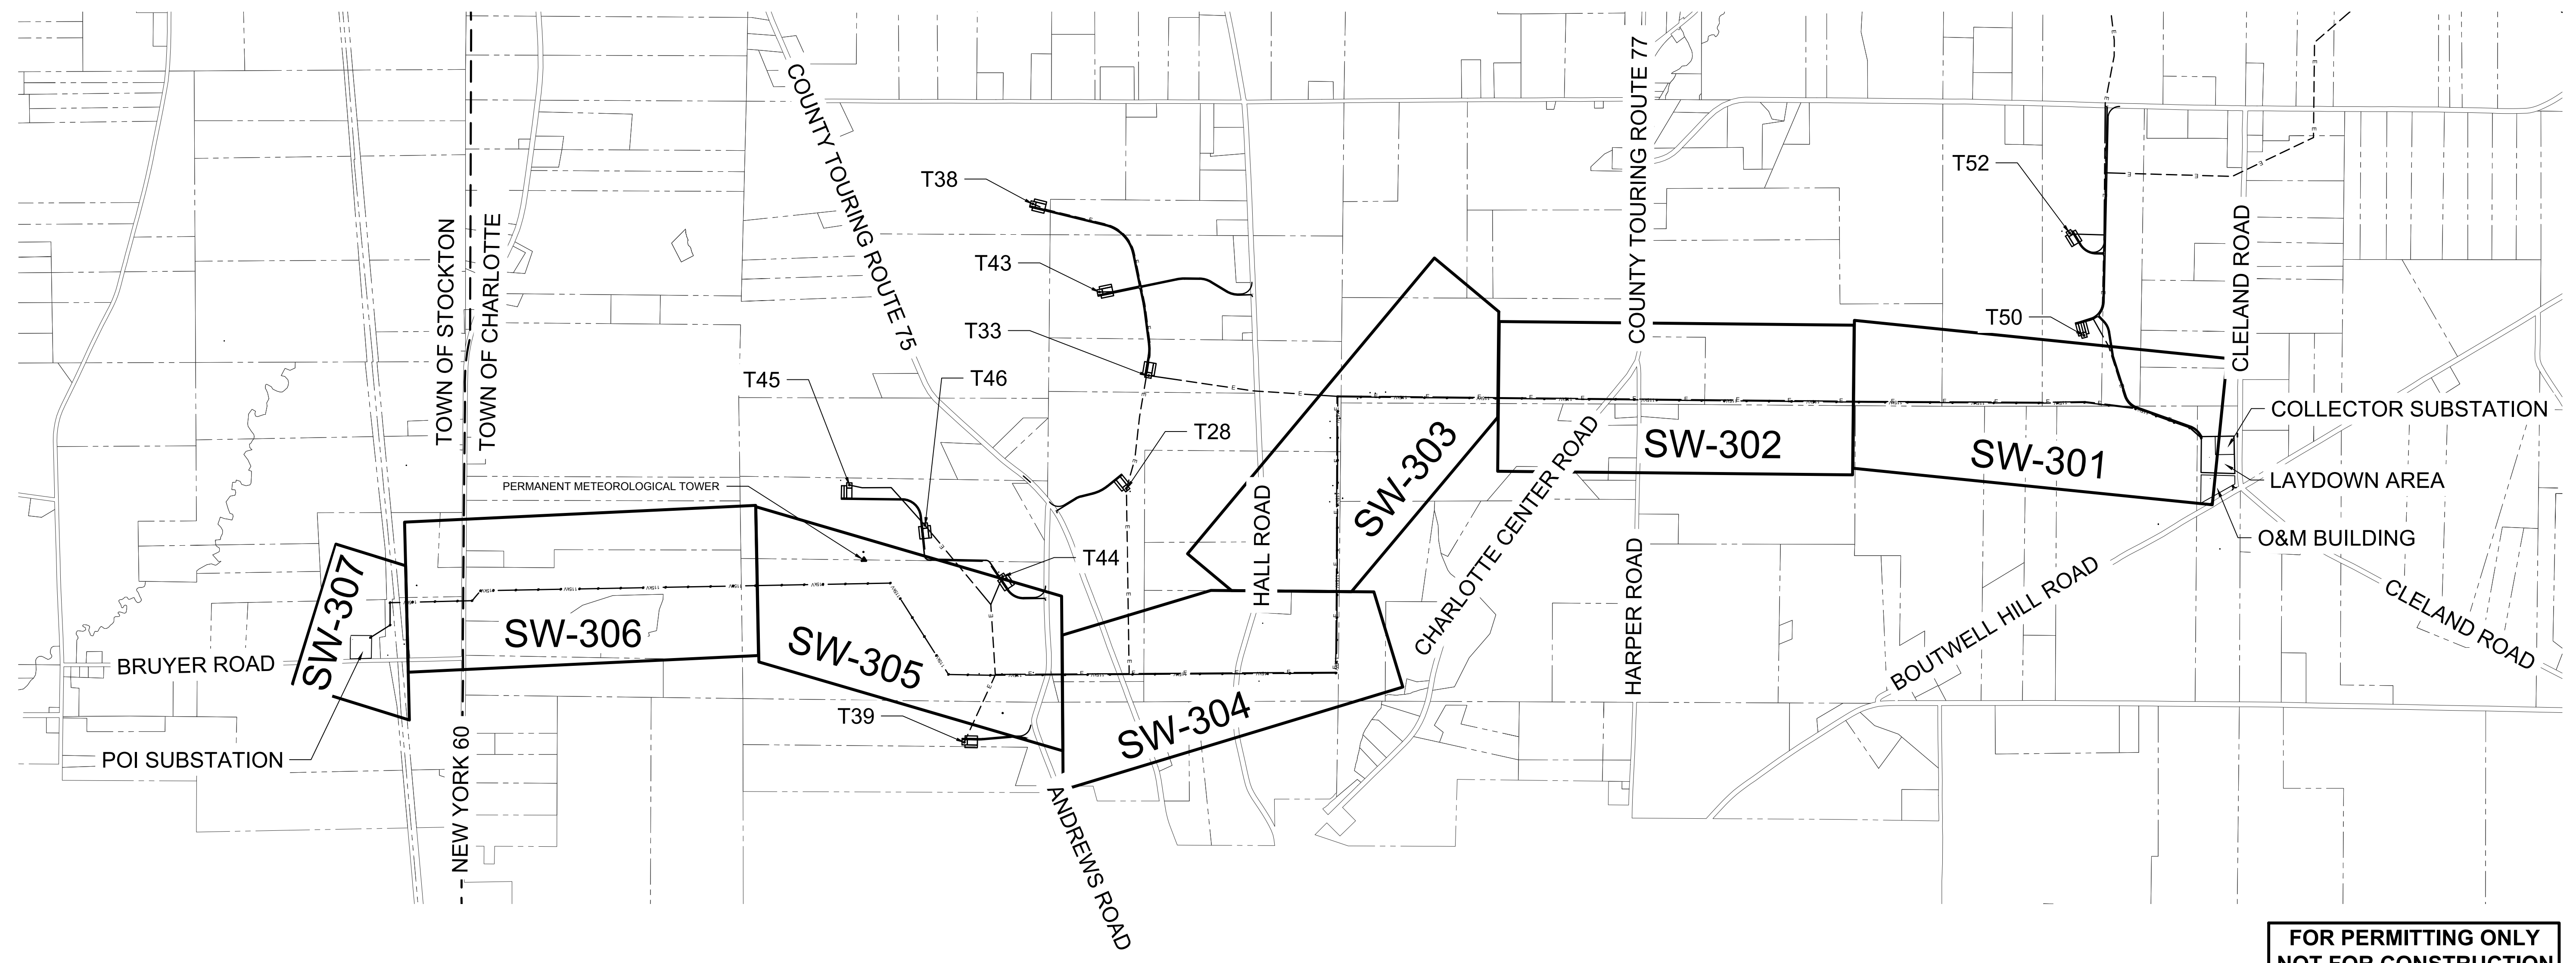 COUNTY TOURING ROUTE 75
COUNTY TOURING ROUTE 77
T38
T52
TOWN OF STOCKTON
TOWN OF CHARLOTTE
CLELAND ROAD
T43
T33
T50
T45
T46
T28
COLLECTOR SUBSTATION
SW-303
SW-302
SW-301
LAYDOWN AREA
PERMANENT METEOROLOGICAL TOWER
HALL ROAD
CHARLOTTE CENTER ROAD
HARPER ROAD
O&M BUILDING
T44
BOUTWELL HILL ROAD
CLELAND ROAD
SW-307
SW-306
SW-305
BRUYER ROAD
T39
SW-304
POI SUBSTATION
NEW YORK 60
ANDREWS ROAD
FOR PERMITTING ONLY
NOT FOR CONSTRUCTION